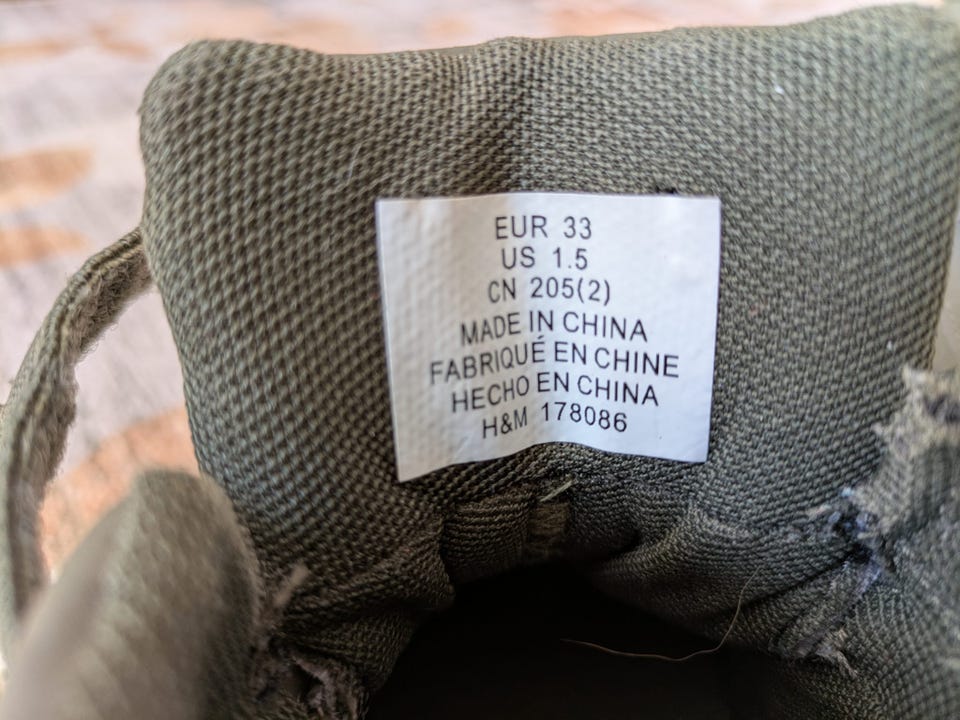 EUR 33
US 1.5
CN 205(2)
MADE IN CHINA
FABRIQUÉ EN CHINE
HECHO EN CHINA
H&M 178086